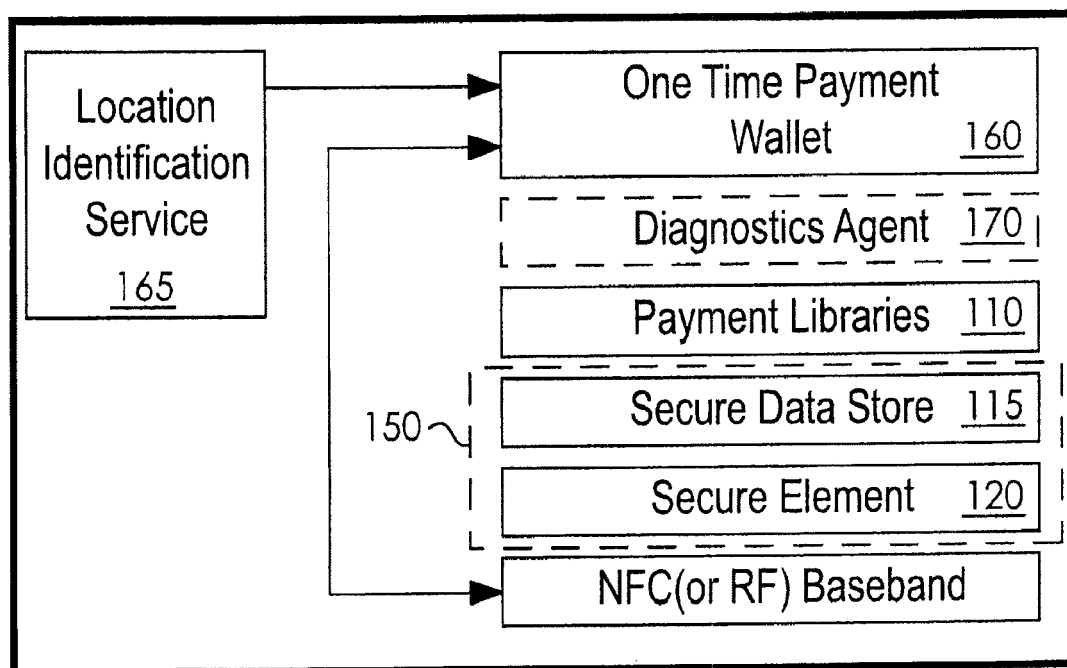 Location
Identification
Service
165
One Time Payment
Wallet 160
Diagnostics Agent 170
Payment Libraries 110
150
Secure Data Store 115
Secure Element 120
NFC(or RF) Baseband